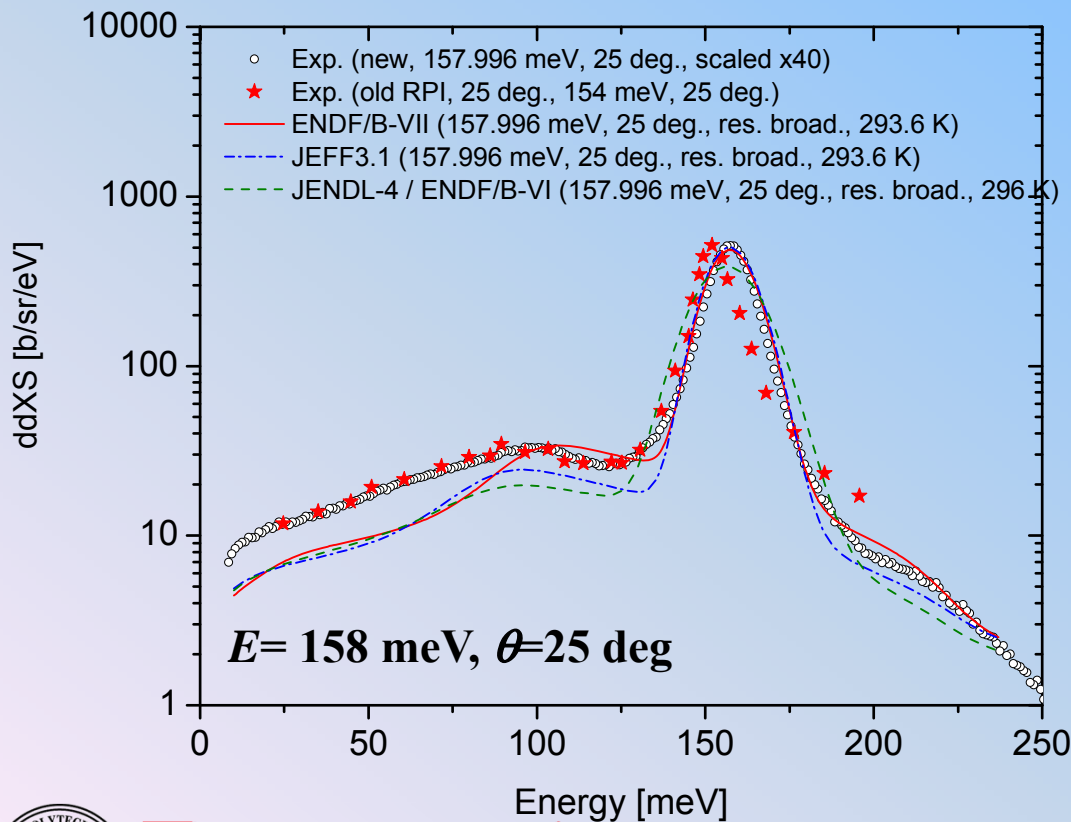 10000
1000
100
10
1
ddXS [b/sr/eV]
Exp. (new, 157.996 meV, 25 deg., scaled x40)
Exp. (old RPI, 25 deg., 154 meV, 25 deg.)
ENDF/B-VII (157.996 meV, 25 deg., res. broad., 293.6 K)
JEFF3.1 (157.996 meV, 25 deg., res. broad., 293.6 K)
JENDL-4 / ENDF/B-VI (157.996 meV, 25 deg., res. broad., 296 K)
E= 158 meV, θ=25 deg
0 50 100 150 200 250
Energy [meV]